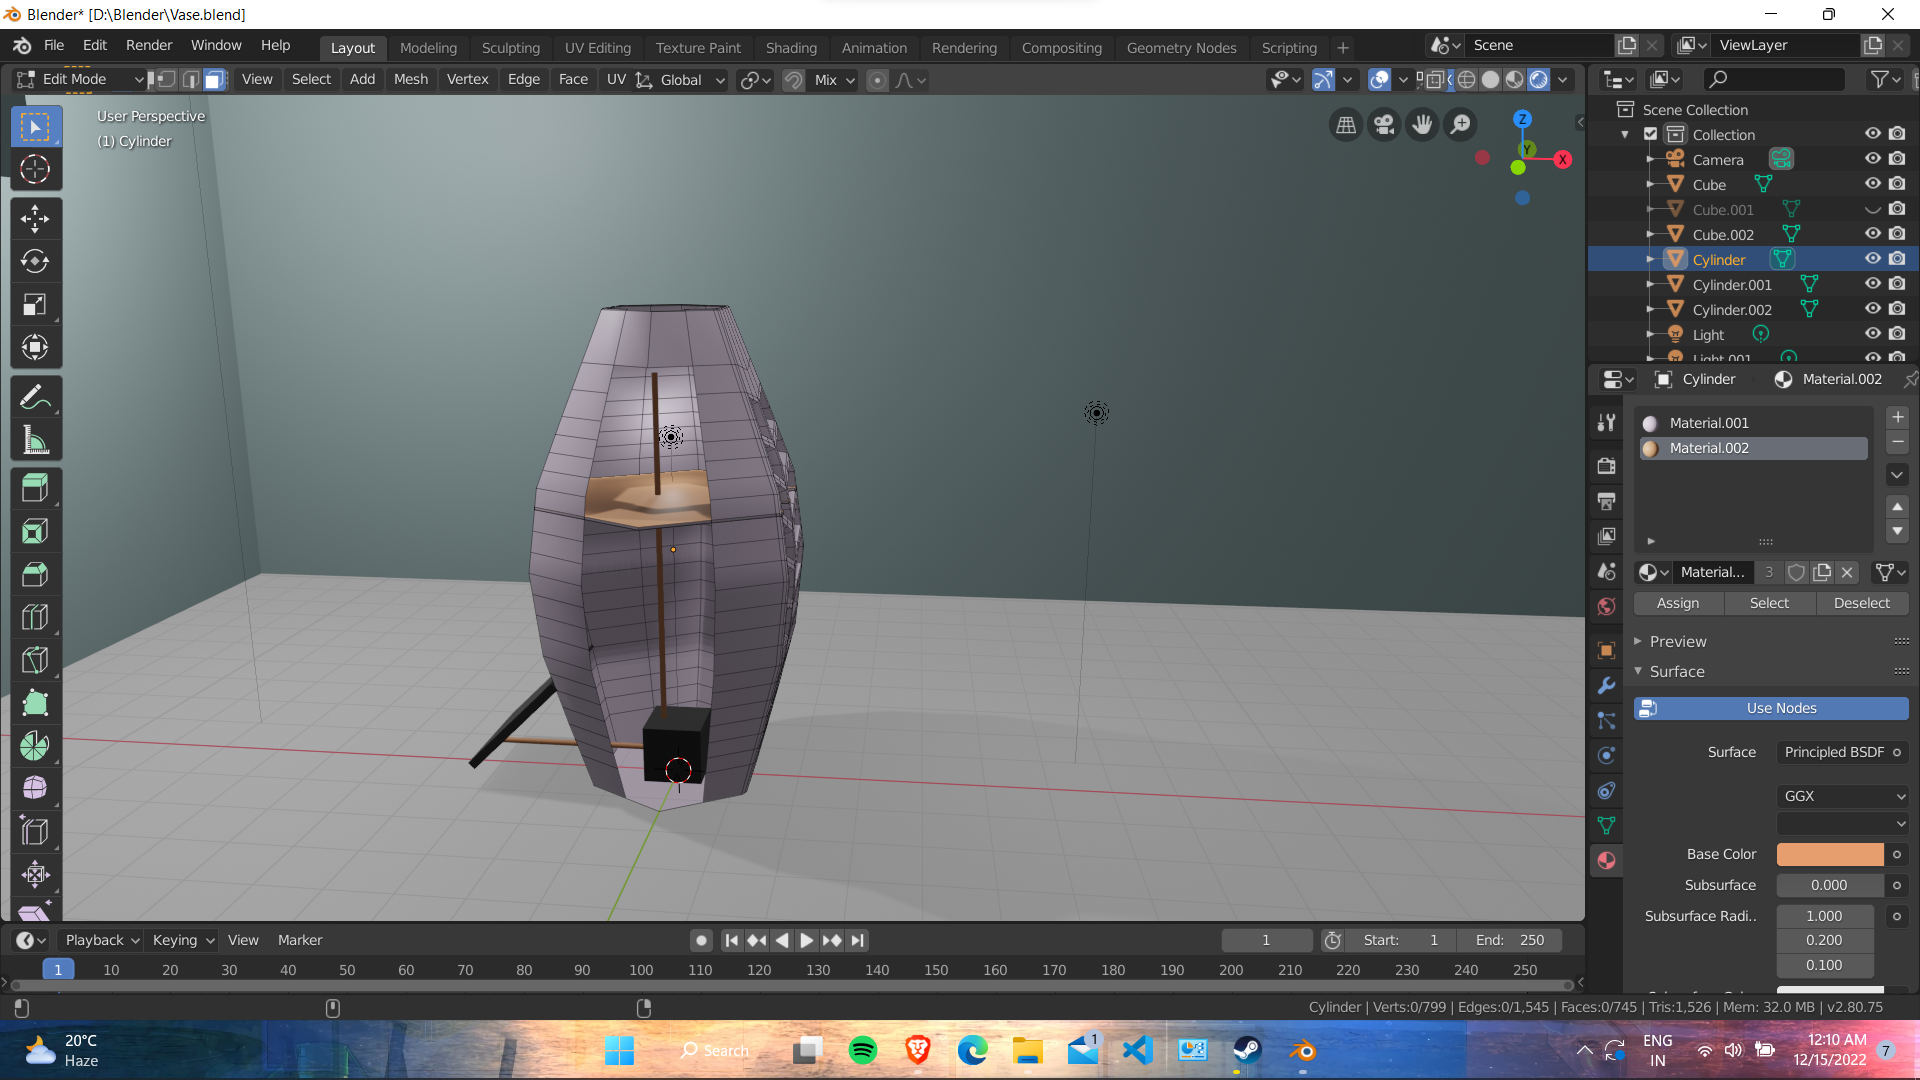 Blender* [D:\Blender\Vase.blend]
File Edit Render Window Help Layout Modeling Sculpting UV Editing Texture Paint Shading Animation Rendering Compositing Geometry Nodes Scripting + Scene ViewLayer
Edit Mode View Select Add Mesh Vertex Edge Face UV Global Mix
User Perspective
(1) Cylinder
Z
Y
X
Scene Collection
Collection
Camera
Cube
Cube.001
Cube.002
Cylinder
Cylinder.001
Cylinder.002
Light
Light.001
Cylinder Material.002
Material.001
Material.002
Material... 3
Assign Select Deselect
Preview
Surface
Use Nodes
Surface Principled BSDF
GGX
Base Color
Subsurface 0.000
Subsurface Radi.. 1.000
0.200
0.100
Playback Keying View Marker 1 Start: 1 End: 250
1 10 20 30 40 50 60 70 80 90 100 110 120 130 140 150 160 170 180 190 200 210 220 230 240 250
Cylinder | Verts:0/799 | Edges:0/1,545 | Faces:0/745 | Tris:1,526 | Mem: 32.0 MB | v2.80.75
20°C
Haze
Search
1
ENG
IN
12:10 AM
12/15/2022
7